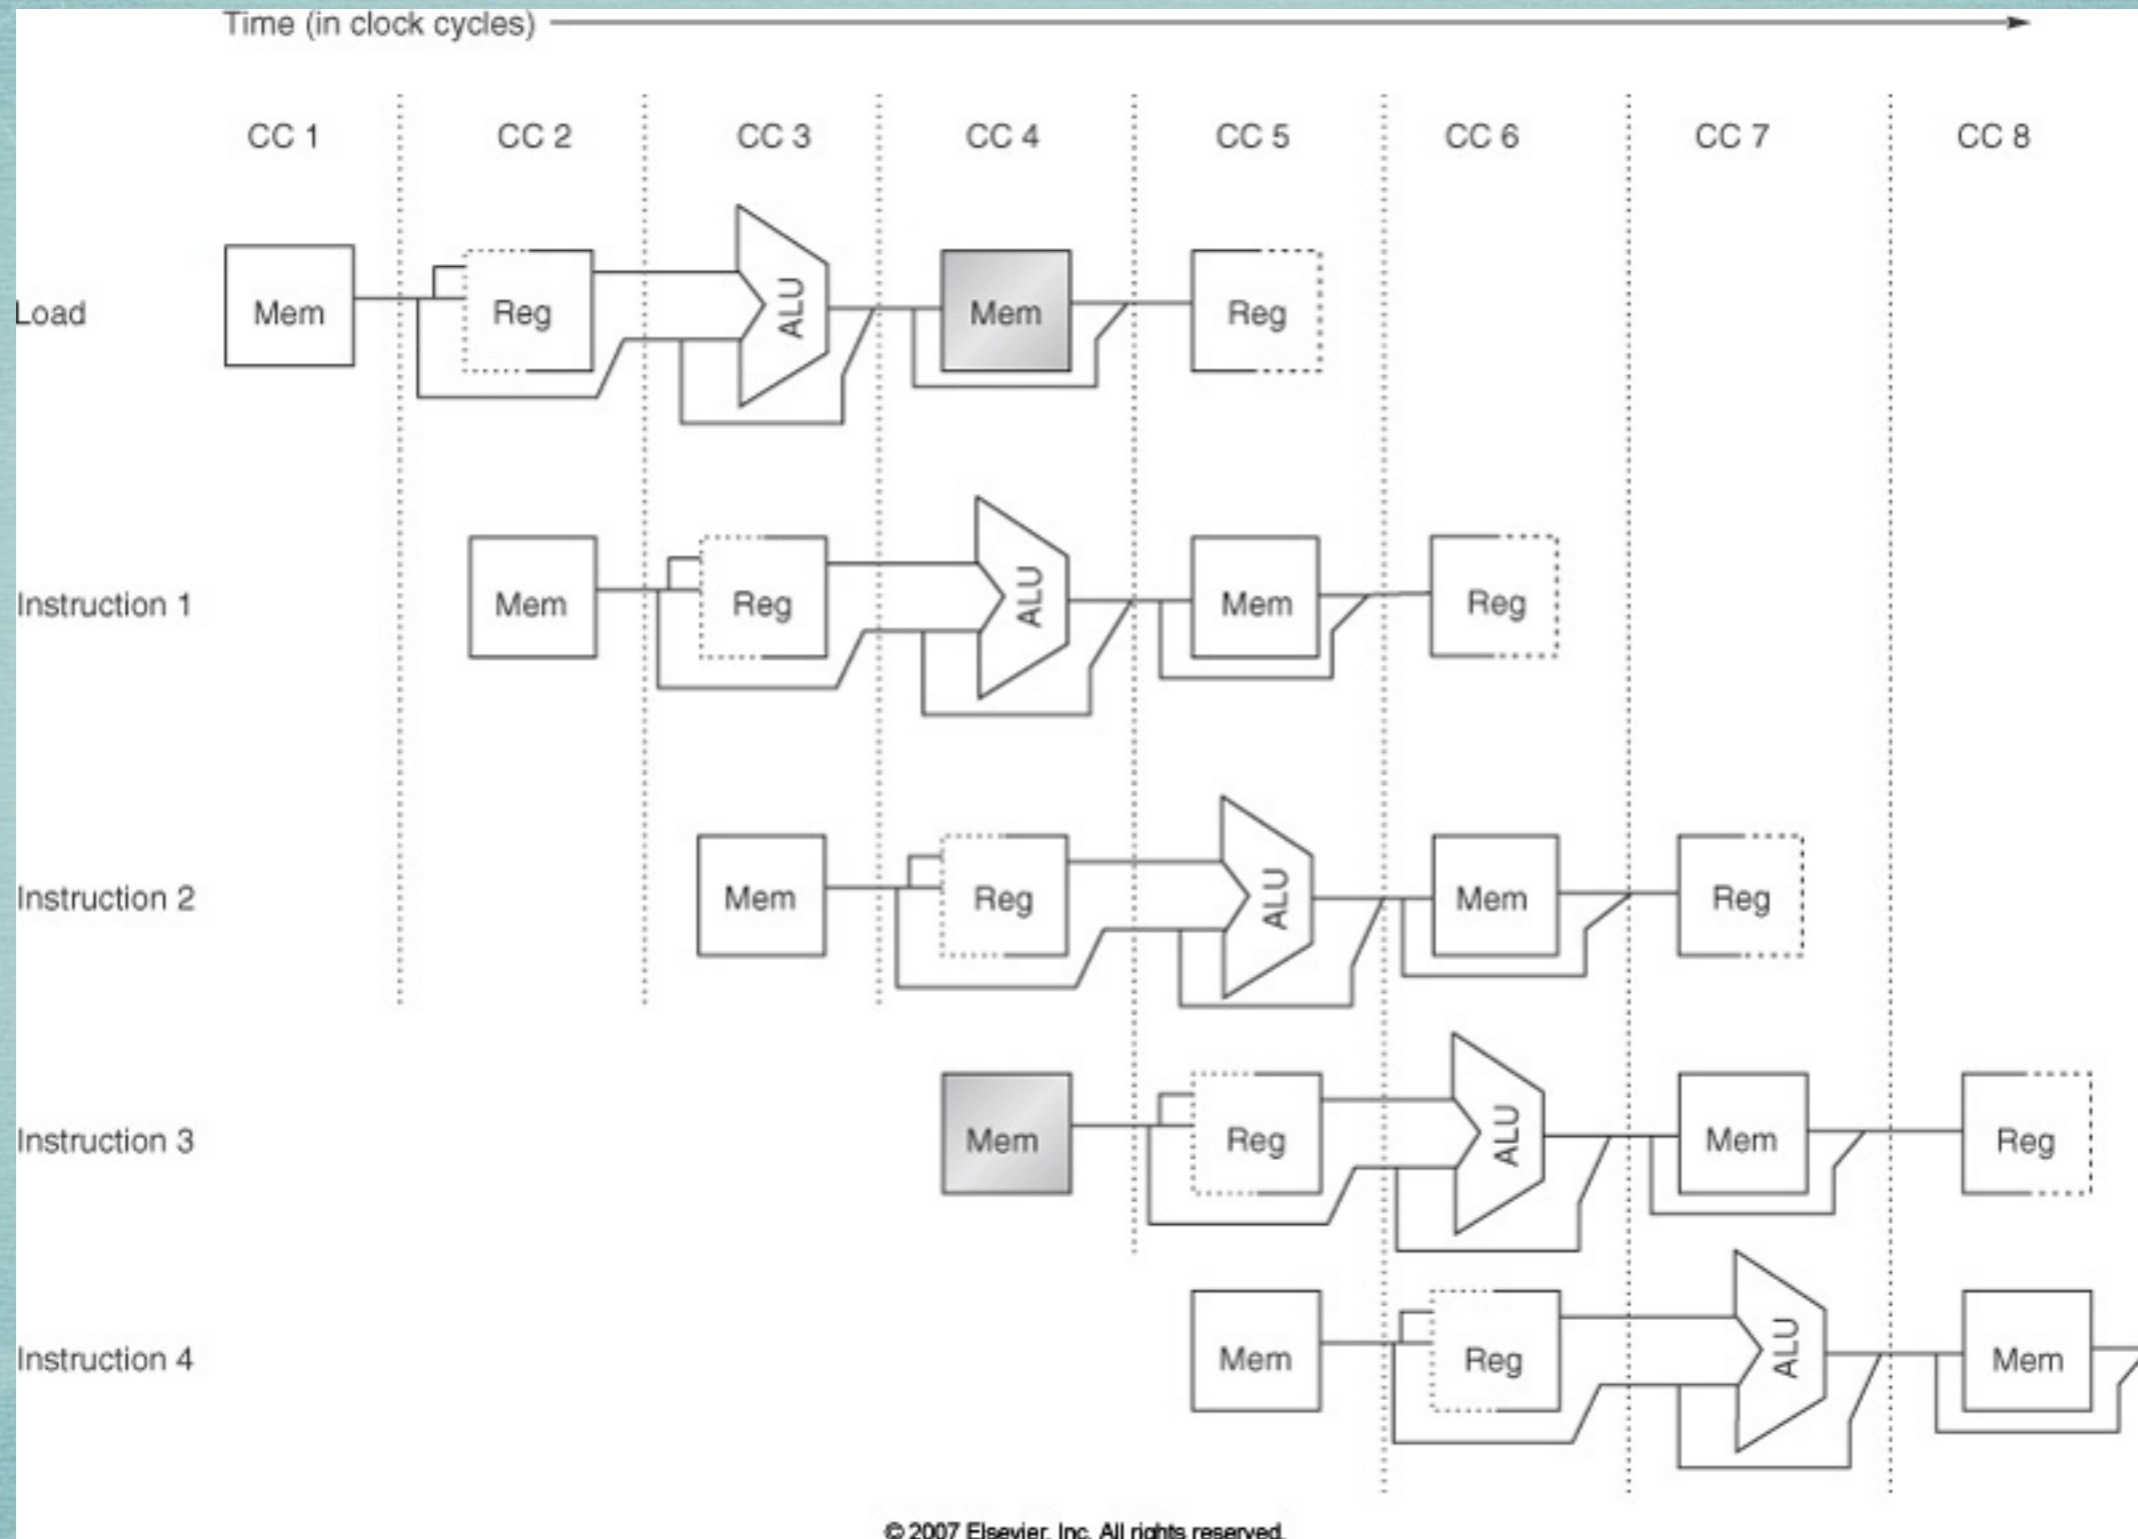 Time (in clock cycles)
CC 1 CC 2 CC 3 CC 4 CC 5 CC 6 CC 7 CC 8
Load Mem Reg ALU Mem Reg
Instruction 1 Mem Reg ALU Mem Reg
Instruction 2 Mem Reg ALU Mem Reg
Instruction 3 Mem Reg ALU Mem Reg
Instruction 4 Mem Reg ALU Mem
© 2007 Elsevier, Inc. All rights reserved.